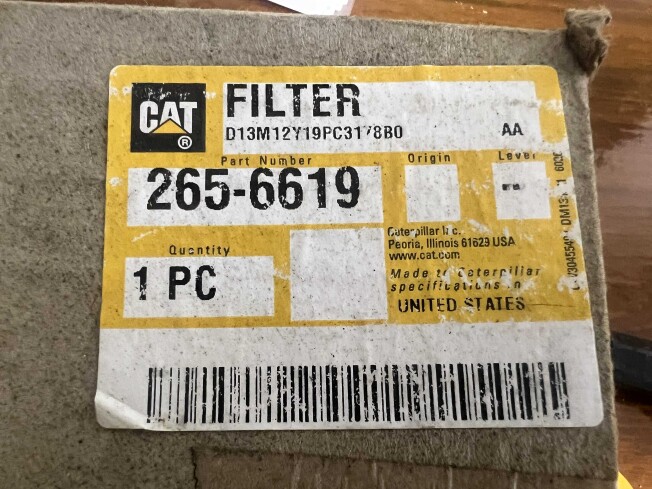 CAT
®
FILTER
D13M12Y19PC3178B0
AA
Part Number
Origin
Level
265-6619
-
Quantity
1 PC
Caterpillar Inc.
Peoria, Illinois 61629 USA
www.cat.com
Made to Caterpillar
specifications in
UNITED STATES